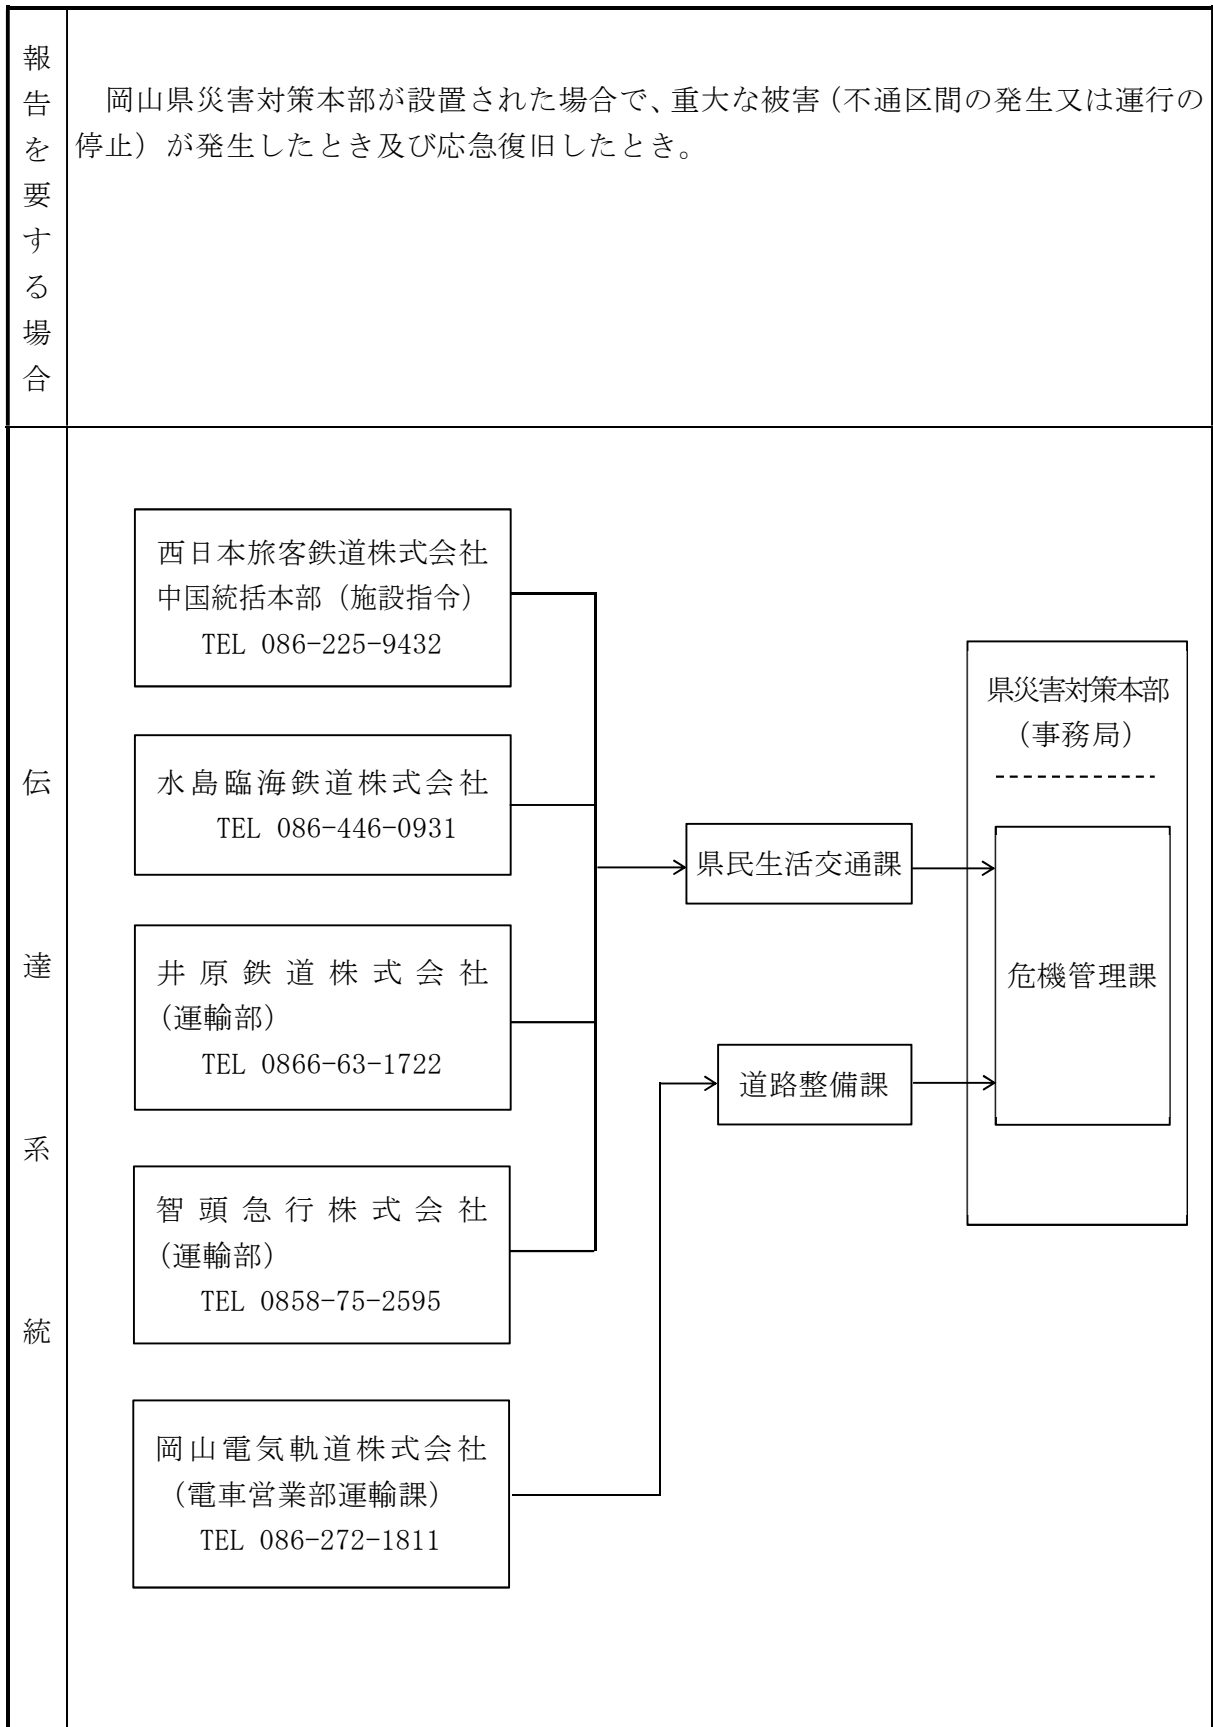 報告を要する場合
岡山県災害対策本部が設置された場合で、重大な被害（不通区間の発生又は運行の
停止）が発生したとき及び応急復旧したとき。
伝達系統
西日本旅客鉄道株式会社
中国統括本部（施設指令）
TEL 086-225-9432
水島臨海鉄道株式会社
TEL 086-446-0931
井原鉄道株式会社
（運輸部）
TEL 0866-63-1722
智頭急行株式会社
（運輸部）
TEL 0858-75-2595
岡山電気軌道株式会社
（電車営業部運輸課）
TEL 086-272-1811
県民生活交通課
道路整備課
県災害対策本部
（事務局）
危機管理課